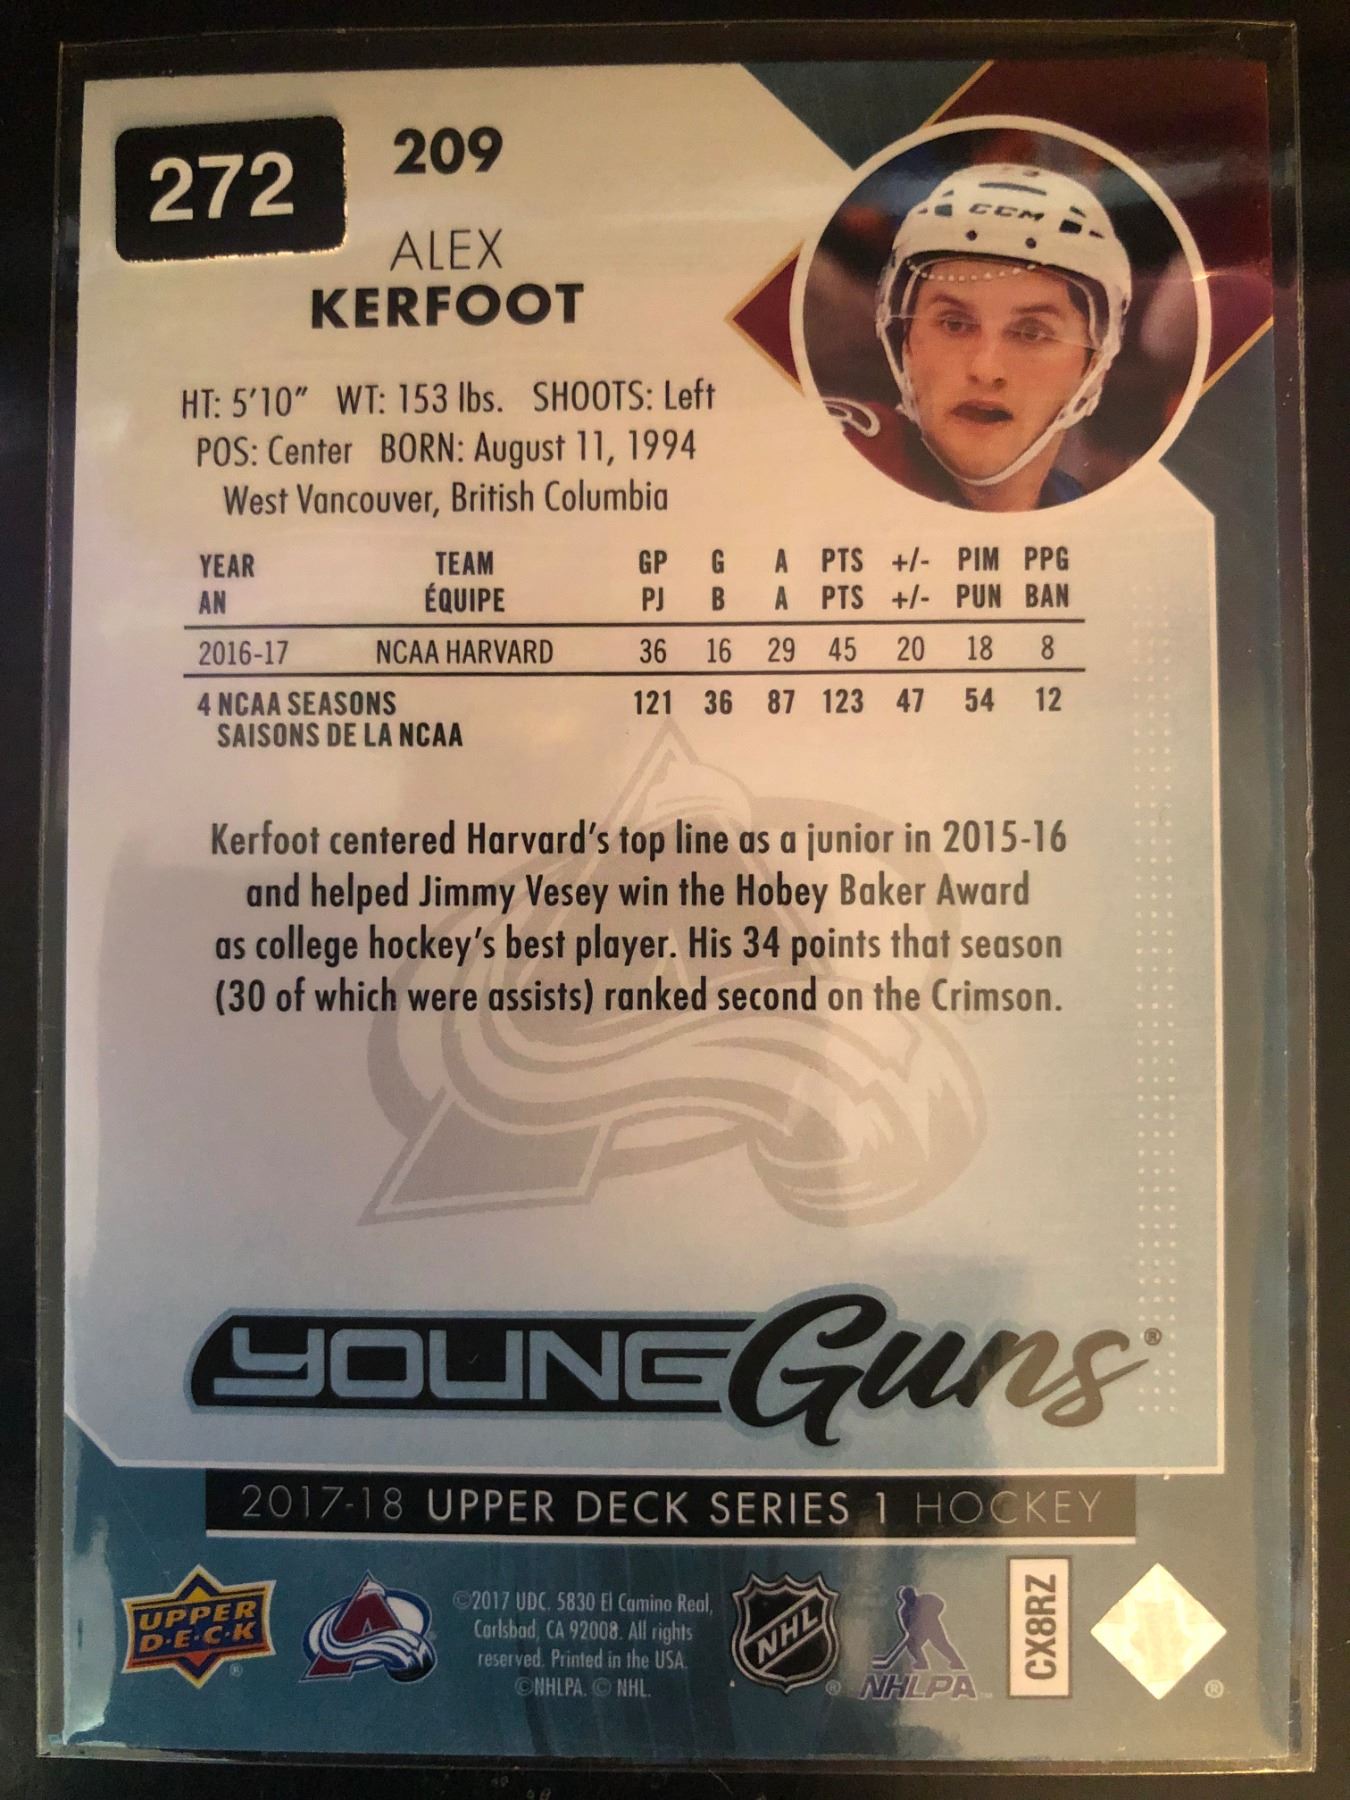 272
209
ALEX
KERFOOT
CCM
HT: 5'10" WT: 153 lbs. SHOOTS: Left
POS: Center BORN: August 11, 1994
West Vancouver, British Columbia
YEAR TEAM GP G A PTS +/- PIM PPG
AN ÉQUIPE PJ B A PTS +/- PUN BAN
2016-17 NCAA HARVARD 36 16 29 45 20 18 8
4 NCAA SEASONS 121 36 87 123 47 54 12
SAISONS DE LA NCAA
Kerfoot centered Harvard's top line as a junior in 2015-16
and helped Jimmy Vesey win the Hobey Baker Award
as college hockey's best player. His 34 points that season
(30 of which were assists) ranked second on the Crimson.
YOUNG Guns®
2017-18 UPPER DECK SERIES 1 HOCKEY
UPPER
D•E•C•K
®
©2017 UDC. 5830 El Camino Real,
Carlsbad, CA 92008. All rights
reserved. Printed in the USA.
©NHLPA. © NHL.
NHL
®
NHLPA™
CX8RZ
®